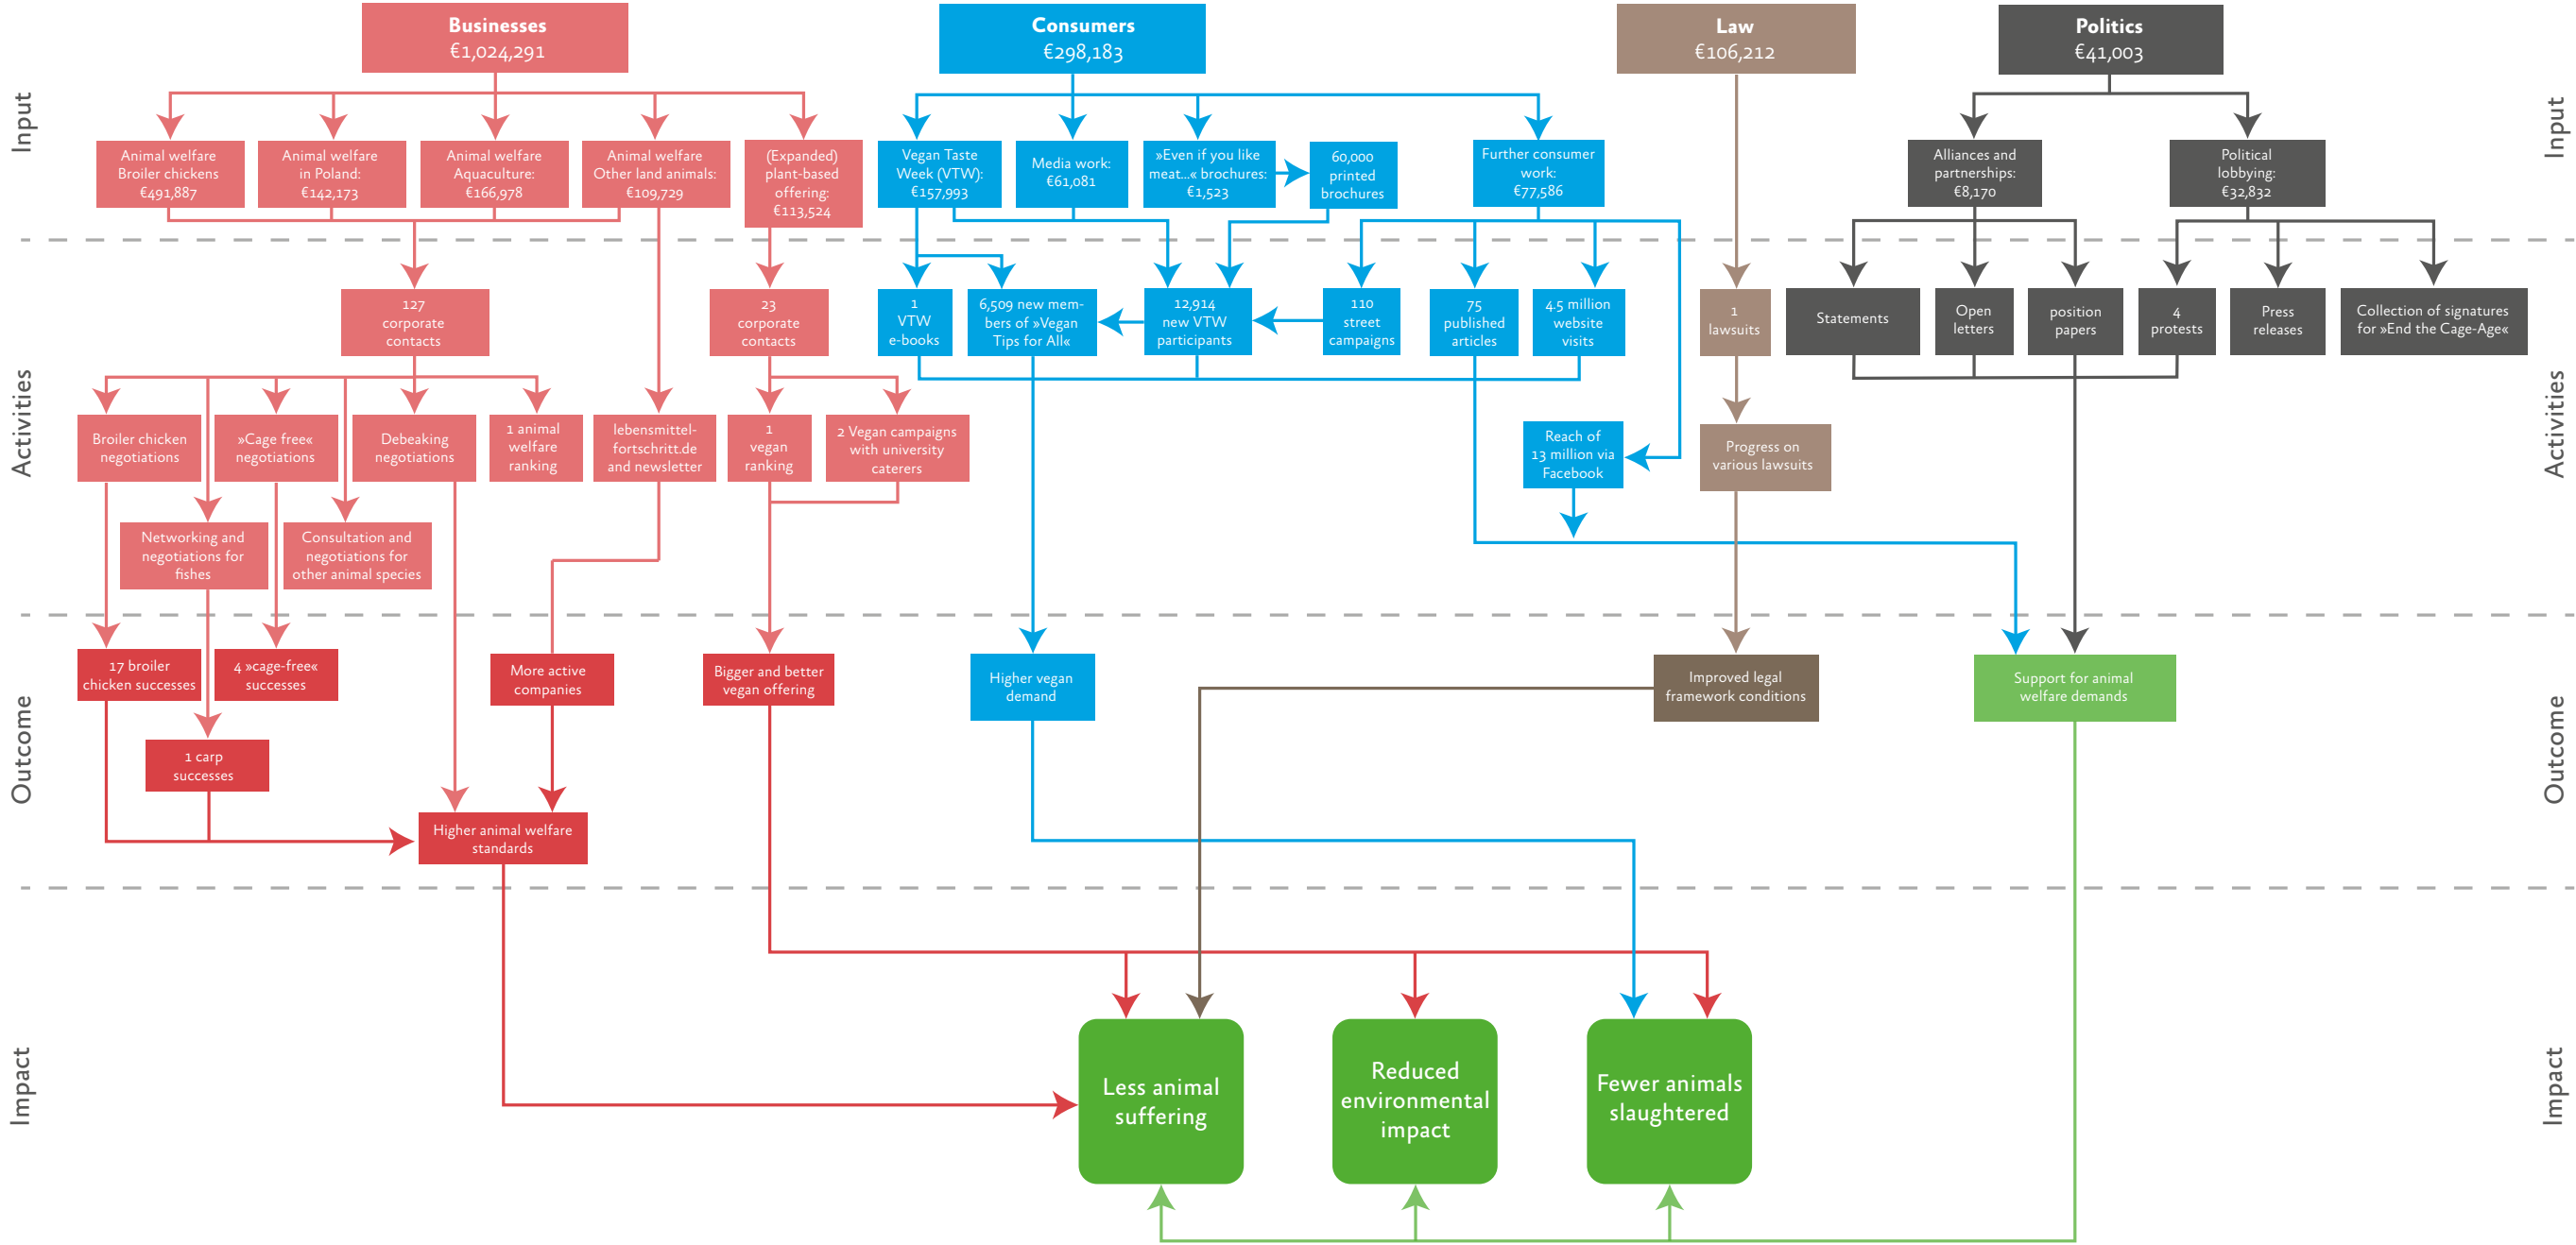 Businesses
€1,024,291
Consumers
€298,183
Law
€106,212
Politics
€41,003
Input
Input
Animal welfare
Broiler chickens
€491,887
Animal welfare
in Poland:
€142,173
Animal welfare
Aquaculture:
€166,978
Animal welfare
Other land animals:
€109,729
(Expanded)
plant-based
offering:
€113,524
Vegan Taste
Week (VTW):
€157,993
Media work:
€61,081
»Even if you like
meat...« brochures:
€1,523
60,000
printed
brochures
Further consumer
work:
€77,586
Alliances and
partnerships:
€8,170
Political
lobbying:
€32,832
Activities
Activities
127
corporate
contacts
23
corporate
contacts
1
VTW
e-books
6,509 new mem-
bers of »Vegan
Tips for All«
12,914
new VTW
participants
110
street
campaigns
75
published
articles
4.5 million
website
visits
1
lawsuits
Statements
Open
letters
position
papers
4
protests
Press
releases
Collection of signatures
for »End the Cage-Age«
Broiler chicken
negotiations
»Cage free«
negotiations
Debeaking
negotiations
1 animal
welfare
ranking
lebensmittel-
fortschritt.de
and newsletter
1
vegan
ranking
2 Vegan campaigns
with university
caterers
Reach of
13 million via
Facebook
Progress on
various lawsuits
Networking and
negotiations for
fishes
Consultation and
negotiations for
other animal species
Outcome
Outcome
17 broiler
chicken successes
4 »cage-free«
successes
More active
companies
Bigger and better
vegan offering
Higher vegan
demand
Improved legal
framework conditions
Support for animal
welfare demands
1 carp
successes
Higher animal welfare
standards
Impact
Impact
Less animal
suffering
Reduced
environmental
impact
Fewer animals
slaughtered